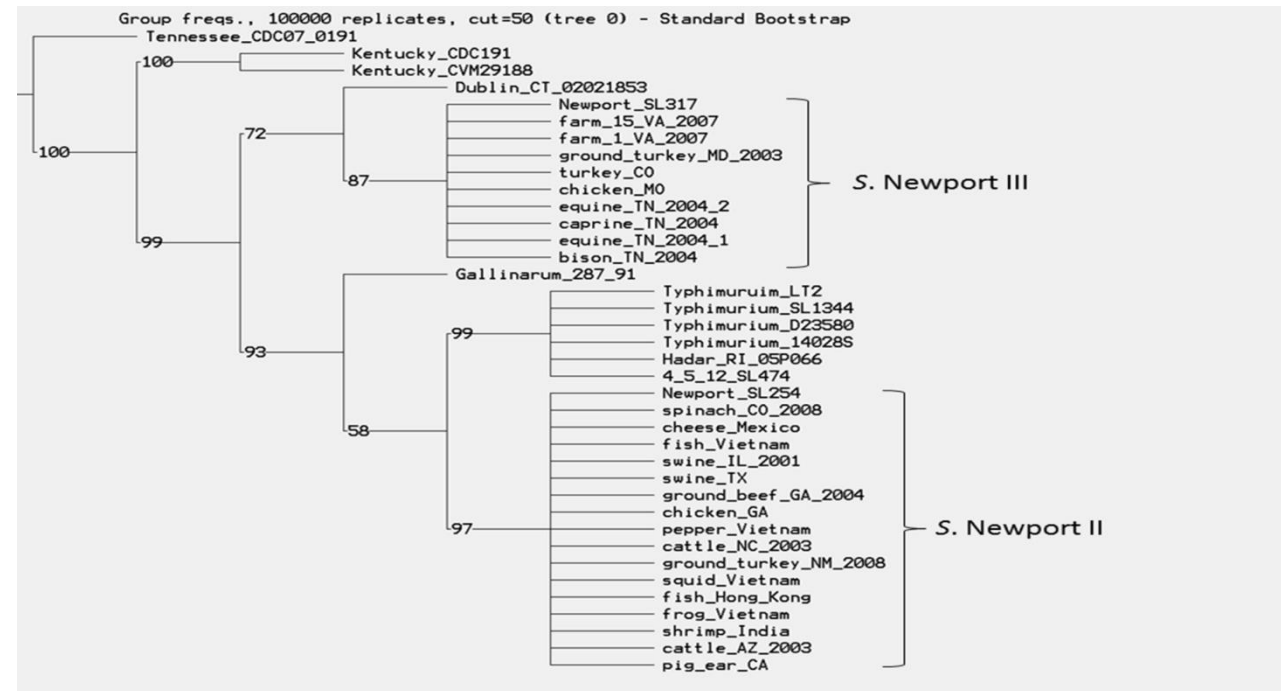 Group freqs., 100000 replicates, cut=50 (tree 0) - Standard Bootstrap
Tennessee_CDC07_0191
Kentucky_CDC191
100
Kentucky_CVM29188
Dublin_CT_02021853
Newport_SL317
farm_15_VA_2007
72
farm_1_VA_2007
100
ground_turkey_MD_2003
turkey_CO
87
S. Newport III
chicken_MO
equine_TN_2004_2
caprine_TN_2004
99
equine_TN_2004_1
bison_TN_2004
Gallinarum_287_91
Typhimuruim_LT2
Typhimurium_SL1344
Typhimurium_D23580
99
Typhimurium_14028S
93
Hadar_RI_05P066
4_5_12_SL474
Newport_SL254
spinach_CO_2008
cheese_Mexico
58
fish_Vietnam
swine_IL_2001
swine_TX
ground_beef_GA_2004
chicken_GA
97
pepper_Vietnam
S. Newport II
cattle_NC_2003
ground_turkey_NM_2008
squid_Vietnam
fish_Hong_Kong
frog_Vietnam
shrimp_India
cattle_AZ_2003
pig_ear_CA